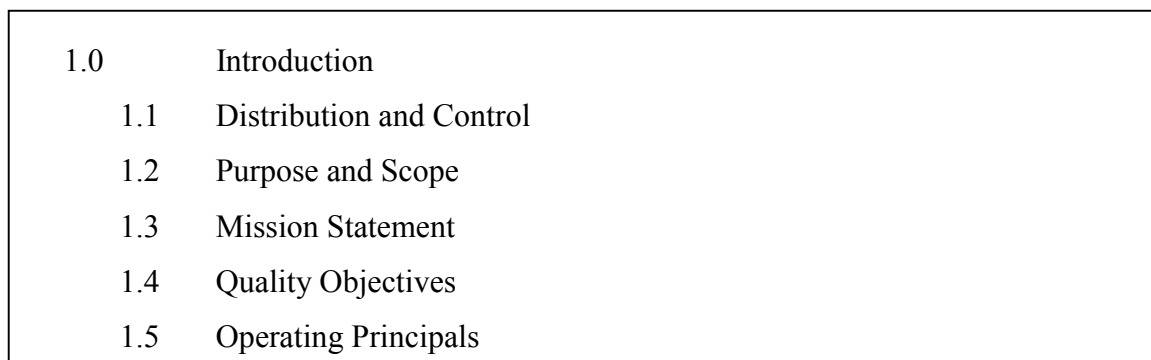 1.0 Introduction
1.1 Distribution and Control
1.2 Purpose and Scope
1.3 Mission Statement
1.4 Quality Objectives
1.5 Operating Principals